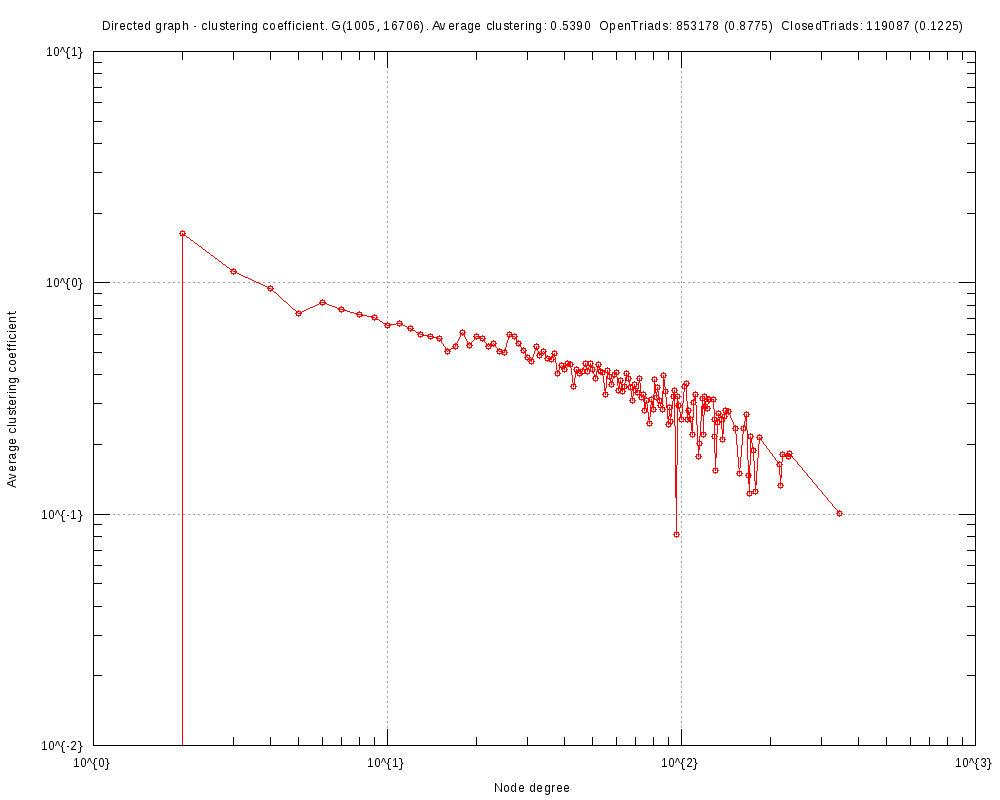 Directed graph - clustering coefficient. G(1005, 16706). Average clustering: 0.5390  OpenTriads: 853178 (0.8775)  ClosedTriads: 119087 (0.1225)
10^{1}
10^{0}
10^{-1}
10^{-2}
Average clustering coefficient
10^{0}
10^{1}
10^{2}
10^{3}
Node degree